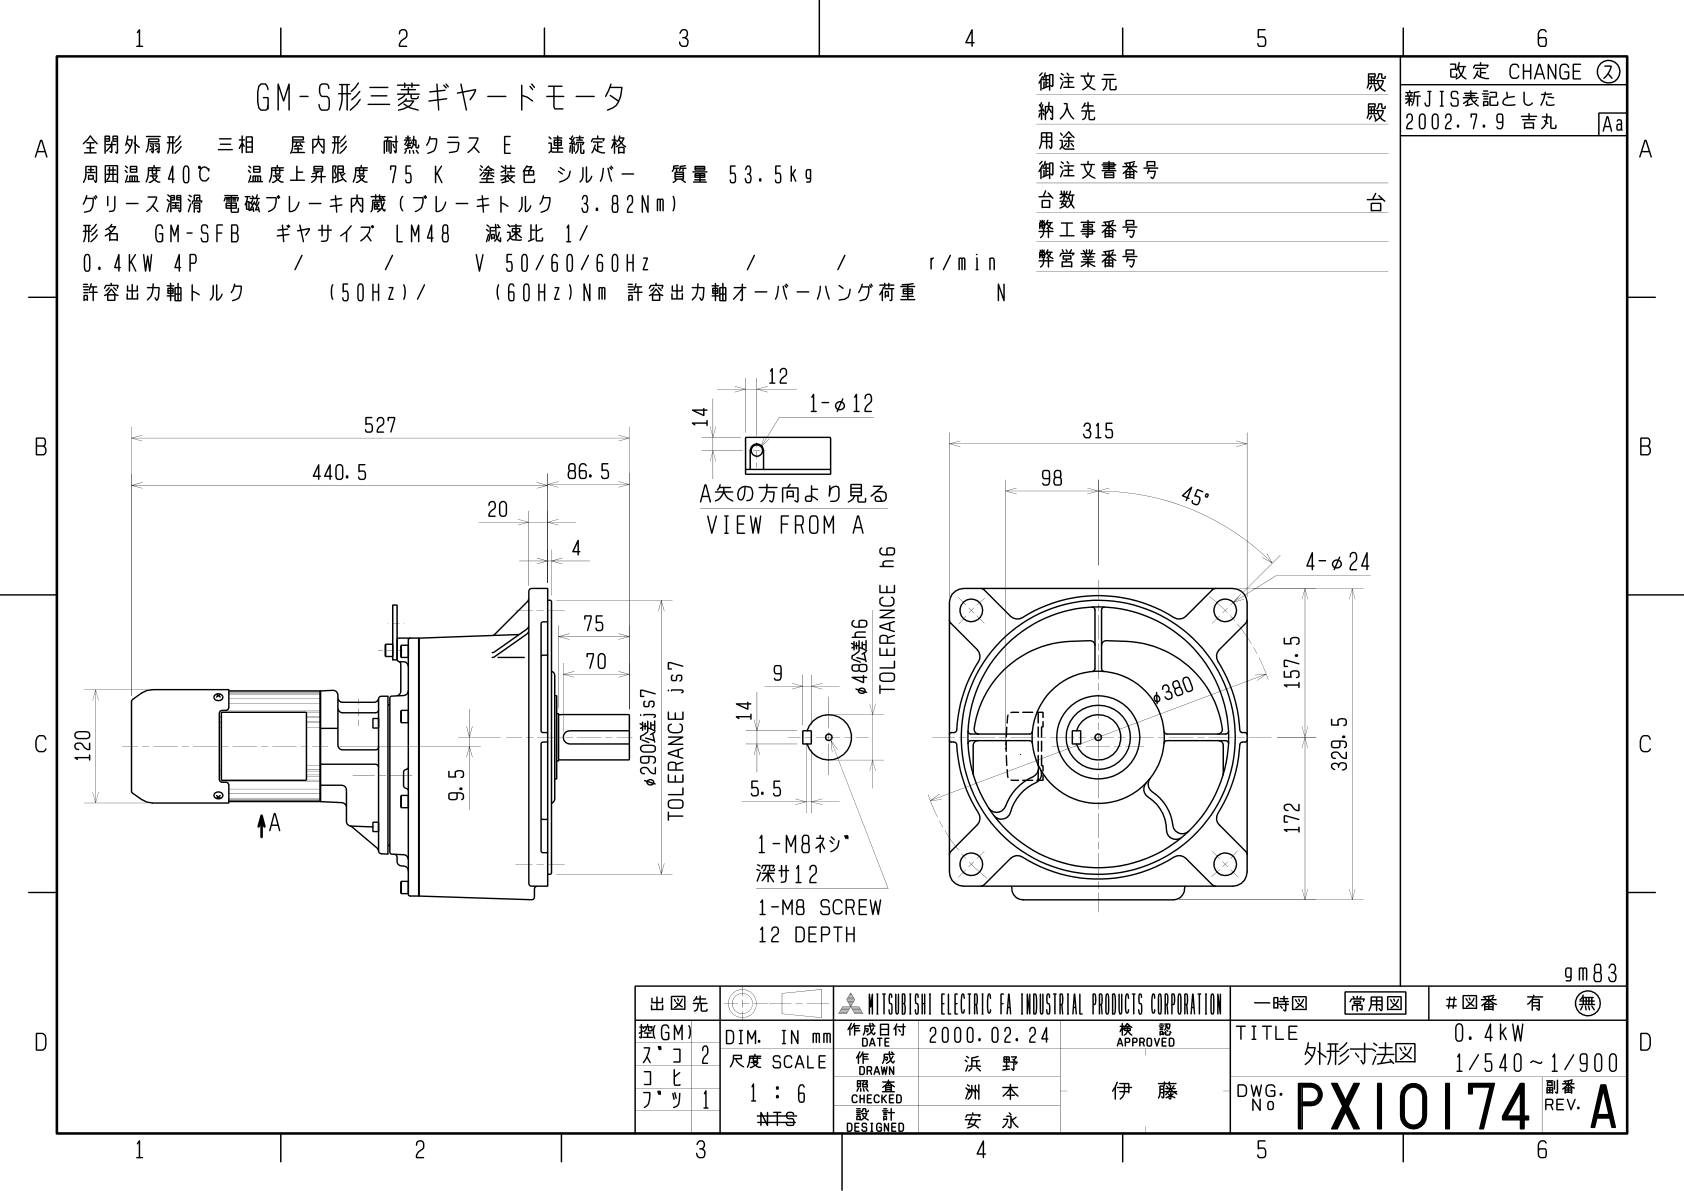 1 2 3 4 5 6
A
B
C
D
GM-S形三菱ギヤードモータ
全閉外扇形 三相 屋内形 耐熱クラス E 連続定格
周囲温度40℃ 温度上昇限度 75 K 塗装色 シルバー 質量 53.5kg
グリース潤滑 電磁ブレーキ内蔵(ブレーキトルク 3.82Nm)
形名 GM-SFB ギヤサイズ LM48 減速比 1/
0.4KW 4P / / V 50/60/60Hz / / r/min
許容出力軸トルク (50Hz)/ (60Hz)Nm 許容出力軸オーバーハング荷重 N
御注文元 殿
納入先 殿
用途
御注文書番号
台数 台
弊工事番号
弊営業番号
改定 CHANGE ス
新JIS表記とした
2002.7.9 吉丸 Aa
A
B
C
D
527
440.5 86.5
20
4
75
70
120
9.5
A
φ290公差js7
TOLERANCE js7
12
14
1-φ12
A矢の方向より見る
VIEW FROM A
9
14
5.5
φ48公差h6
TOLERANCE h6
1-M8ネジ
深サ12
1-M8 SCREW
12 DEPTH
315
98
45°
4-φ24
φ380
157.5
172
329.5
gm83
出図先
控(GM)
ズコ 2
コピ
ブツ 1
DIM. IN mm
尺度 SCALE
1 : 6
NTS
MITSUBISHI ELECTRIC FA INDUSTRIAL PRODUCTS CORPORATION
作成日付 DATE 2000.02.24
作成 DRAWN 浜野
照査 CHECKED 洲本
設計 DESIGNED 安永
検認 APPROVED
伊藤
一時図 常用図 #図番 有 無
TITLE 外形寸法図
0.4kW
1/540~1/900
DWG. No PX10174
副番 REV. A
1 2 3 4 5 6